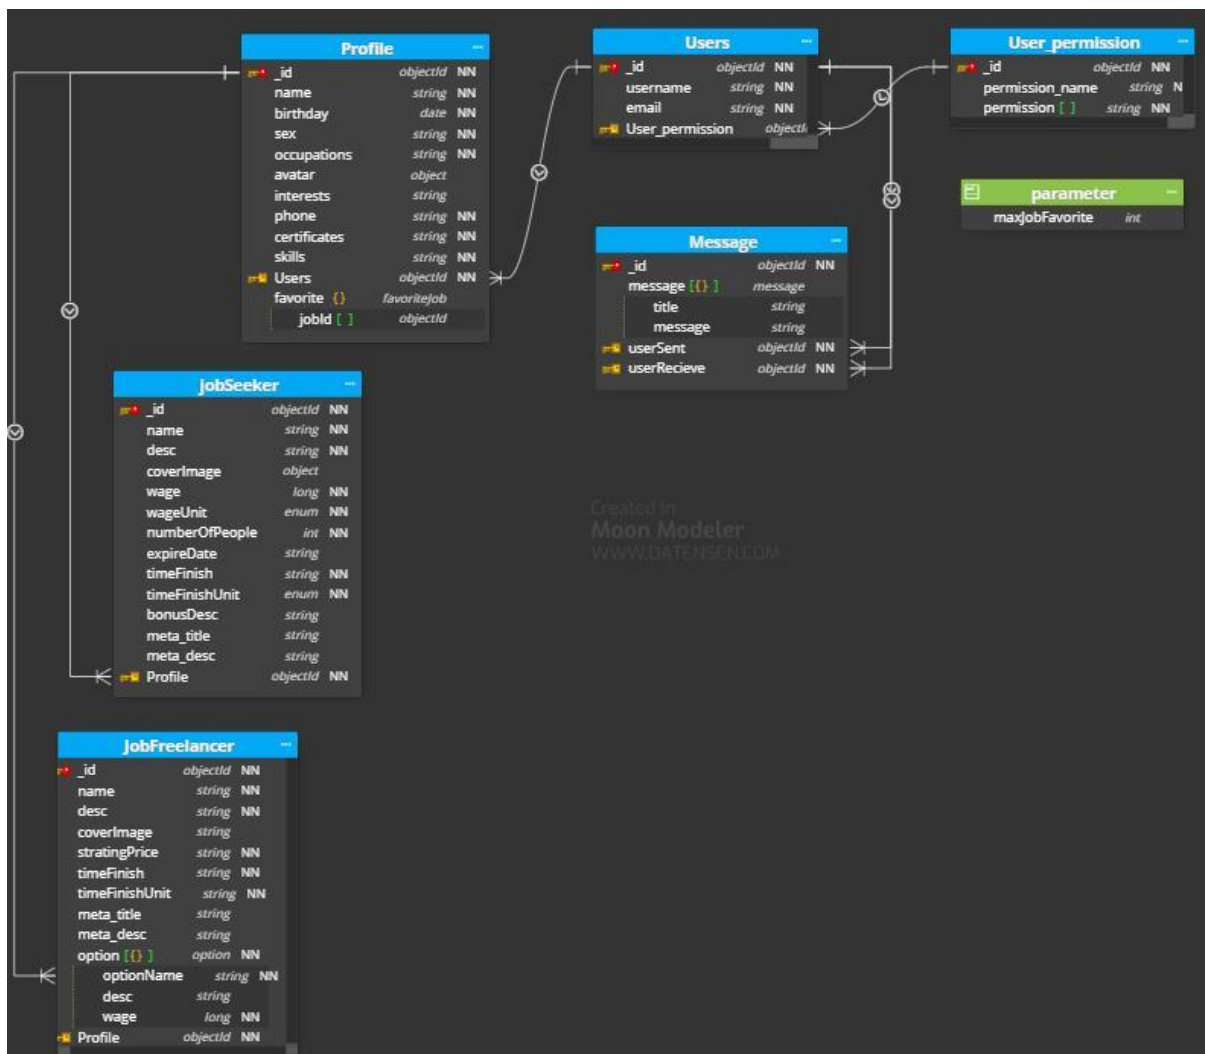 Profile
_id objectId NN
name string NN
birthday date NN
sex string NN
occupations string NN
avatar object
interests string
phone string NN
certificates string NN
skills string NN
Users objectId NN
favorite {} favoriteJob
jobId [ ] objectId
Users
_id objectId NN
username string NN
email string NN
User_permission objectI
User_permission
_id objectId NN
permission_name string N
permission [ ] string NN
parameter
maxJobFavorite int
Message
_id objectId NN
message [{} ] message
title string
message string
userSent objectId NN
userRecieve objectId NN
JobSeeker
_id objectId NN
name string NN
desc string NN
coverImage object
wage long NN
wageUnit enum NN
numberOfPeople int NN
expireDate string
timeFinish string NN
timeFinishUnit enum NN
bonusDesc string
meta_title string
meta_desc string
Profile objectId NN
Created in
Moon Modeler
WWW.DATENSEN.COM
JobFreelancer
_id objectId NN
name string NN
desc string NN
coverImage string
stratingPrice string NN
timeFinish string NN
timeFinishUnit string NN
meta_title string
meta_desc string
option [{} ] option NN
optionName string NN
desc string
wage long NN
Profile objectId NN